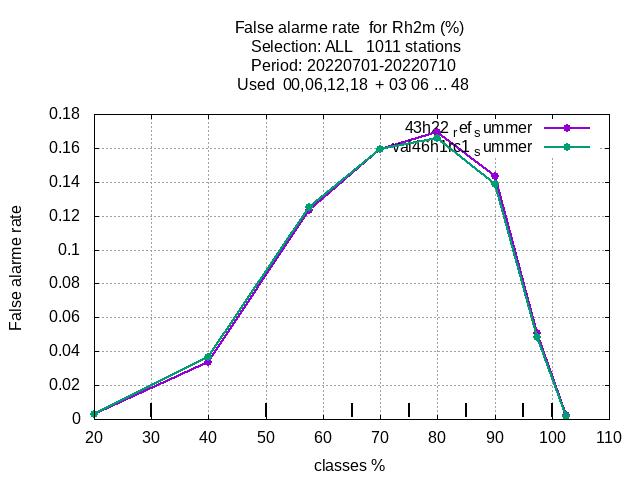 False alarme rate for Rh2m (%)
Selection: ALL 1011 stations
Period: 20220701-20220710
Used 00,06,12,18 + 03 06 ... 48
0.18
43h22_ref_summer
0.16
val46h1rc1_summer
0.14
0.12
0.1
0.08
0.06
0.04
0.02
0
False alarme rate
20 30 40 50 60 70 80 90 100 110
classes %